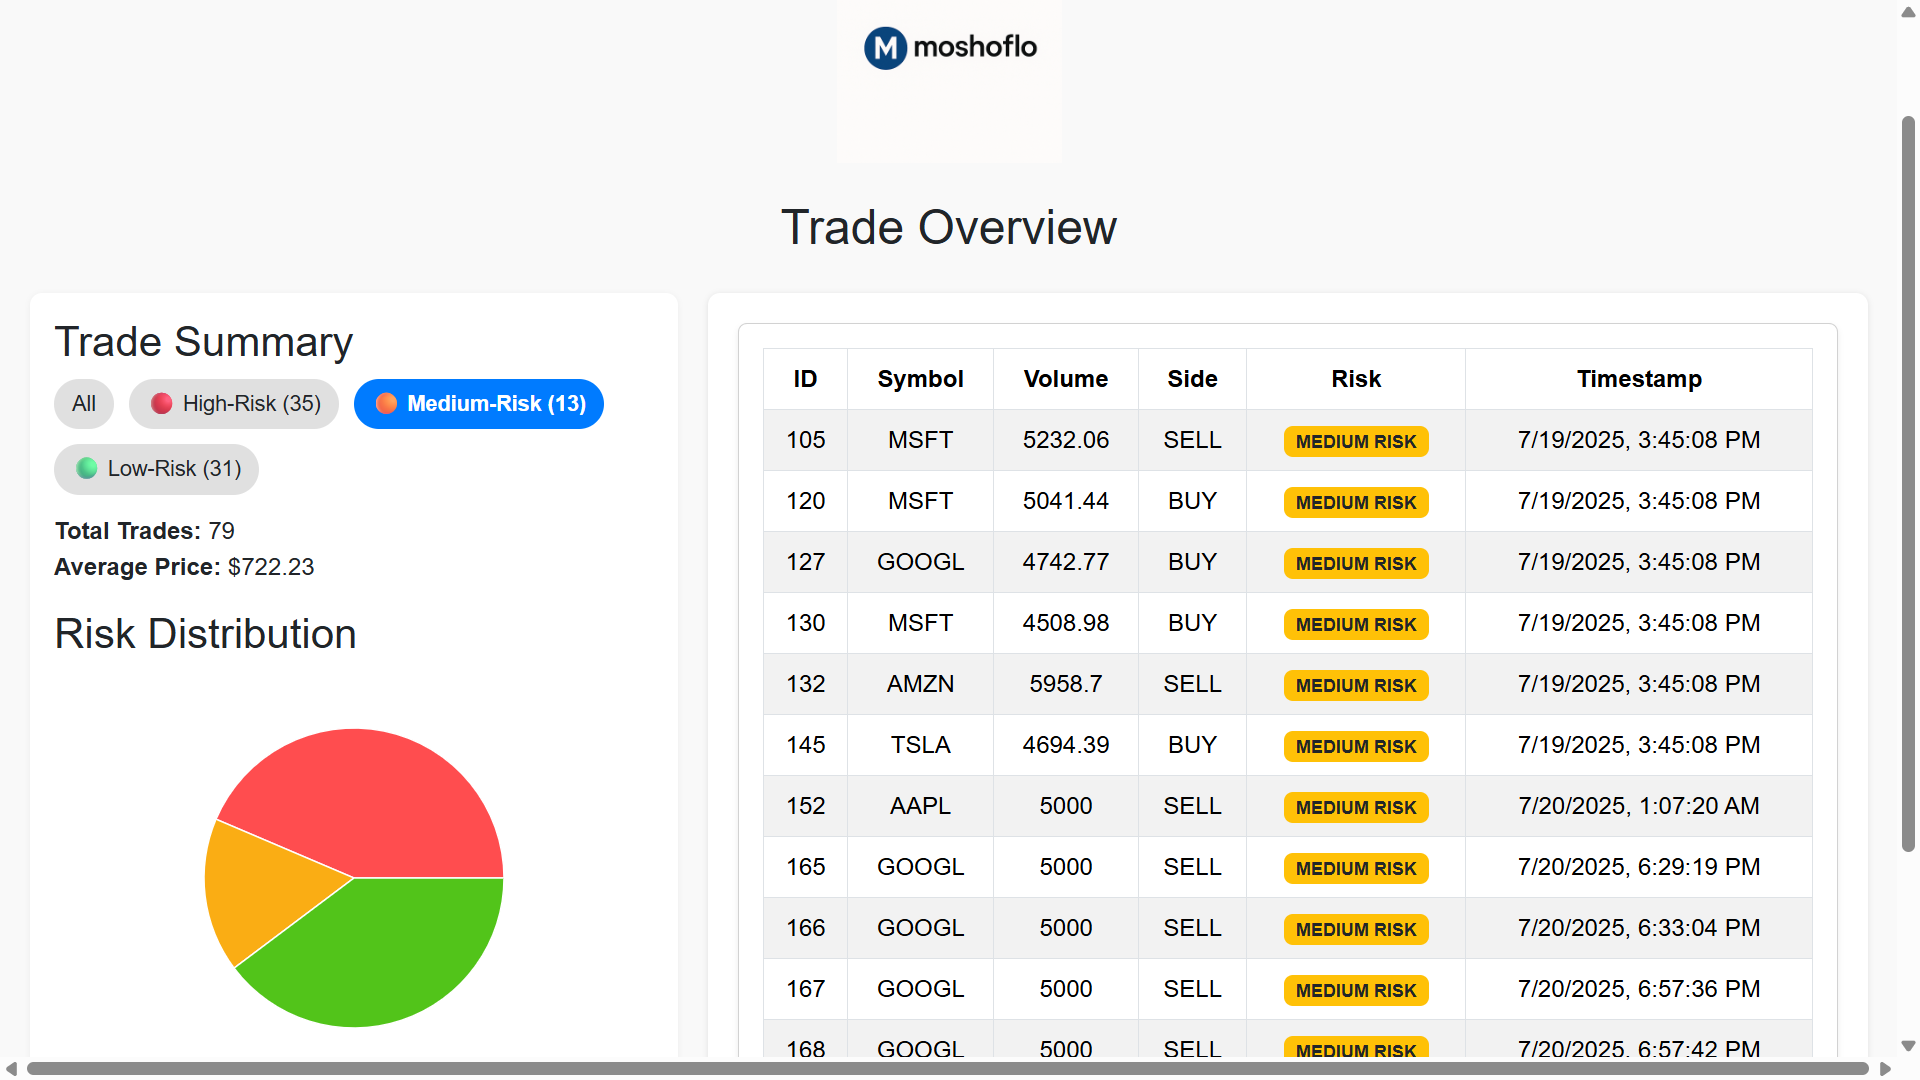 M moshoflo
Trade Overview
Trade Summary
All High-Risk (35) Medium-Risk (13)
Low-Risk (31)
Total Trades: 79
Average Price: $722.23
Risk Distribution
ID Symbol Volume Side Risk Timestamp
105 MSFT 5232.06 SELL MEDIUM RISK 7/19/2025, 3:45:08 PM
120 MSFT 5041.44 BUY MEDIUM RISK 7/19/2025, 3:45:08 PM
127 GOOGL 4742.77 BUY MEDIUM RISK 7/19/2025, 3:45:08 PM
130 MSFT 4508.98 BUY MEDIUM RISK 7/19/2025, 3:45:08 PM
132 AMZN 5958.7 SELL MEDIUM RISK 7/19/2025, 3:45:08 PM
145 TSLA 4694.39 BUY MEDIUM RISK 7/19/2025, 3:45:08 PM
152 AAPL 5000 SELL MEDIUM RISK 7/20/2025, 1:07:20 AM
165 GOOGL 5000 SELL MEDIUM RISK 7/20/2025, 6:29:19 PM
166 GOOGL 5000 SELL MEDIUM RISK 7/20/2025, 6:33:04 PM
167 GOOGL 5000 SELL MEDIUM RISK 7/20/2025, 6:57:36 PM
168 GOOGL 5000 SELL MEDIUM RISK 7/20/2025, 6:57:42 PM